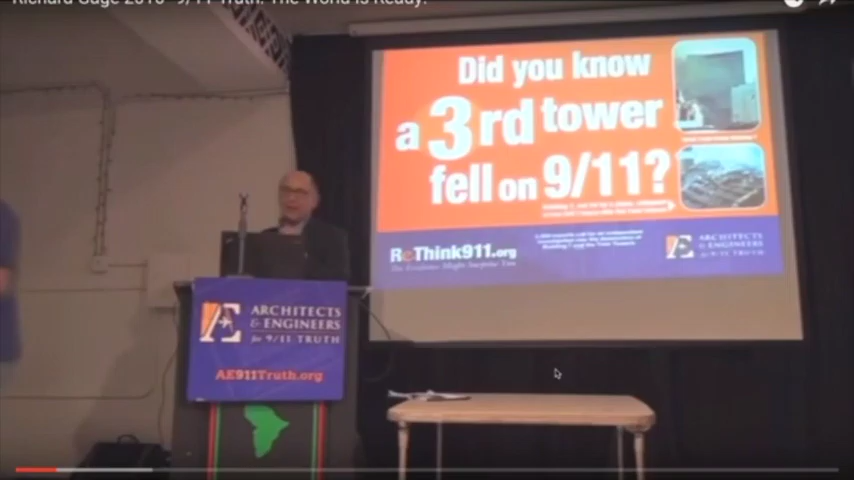 Richard Gage 2016 - 9/11 Truth: The World is Ready!
Did you know
a 3rd tower
fell on 9/11?
ReThink911.org
The Evidence Might Surprise You
ARCHITECTS
& ENGINEERS
for 9/11 TRUTH
AE
ARCHITECTS
& ENGINEERS
for 9/11 TRUTH
AE911Truth.org